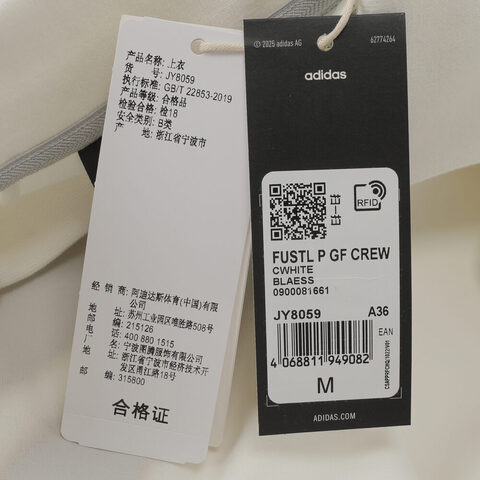 产品名称: 上衣
货 号: JY8059
执行标准: GB/T 22853-2019
产品等级: 合格品
检验合格: 检18
安全类别: B类
产 地: 浙江省宁波市
经 销 商: 阿迪达斯体育(中国)有限
公司
地 址: 苏州工业园区唯胜路508号
邮 编: 215126
电 话: 400 880 1515
制 造 厂: 宁波图腾服饰有限公司
地 址: 浙江省宁波市经济技术开
发区甬江路18号
邮 编: 315800
合格证
© 2025 adidas AG
62774264
adidas
RFID
FUSTL P GF CREW
CWHITE
BLAESS
0900081661
JY8059 A36
EAN
4 068811 949082
M
ADIDAS.COM